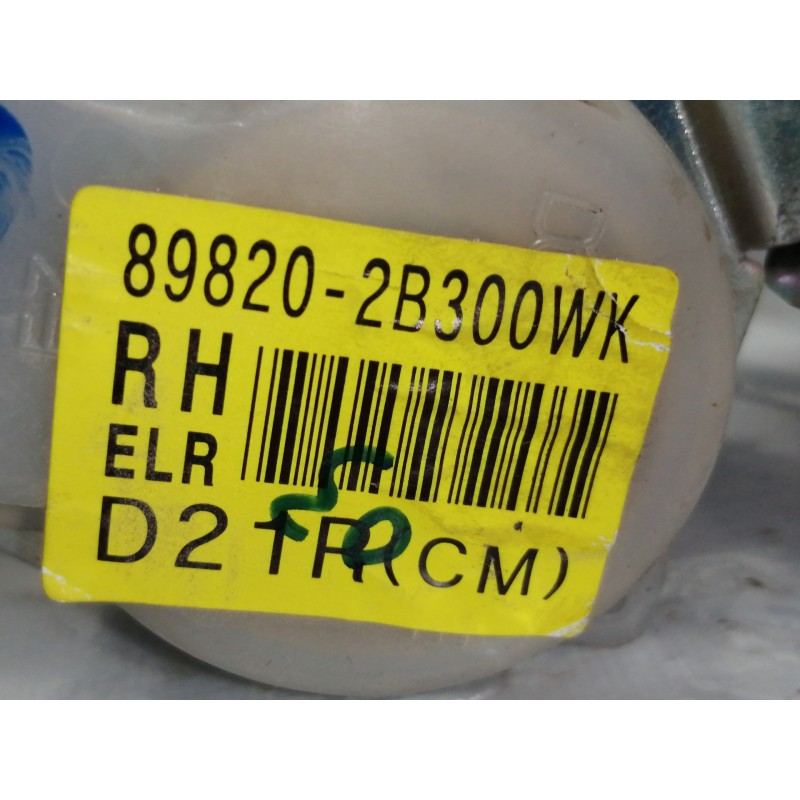 89820-2B300WK
RH
ELR
D21R(CM)